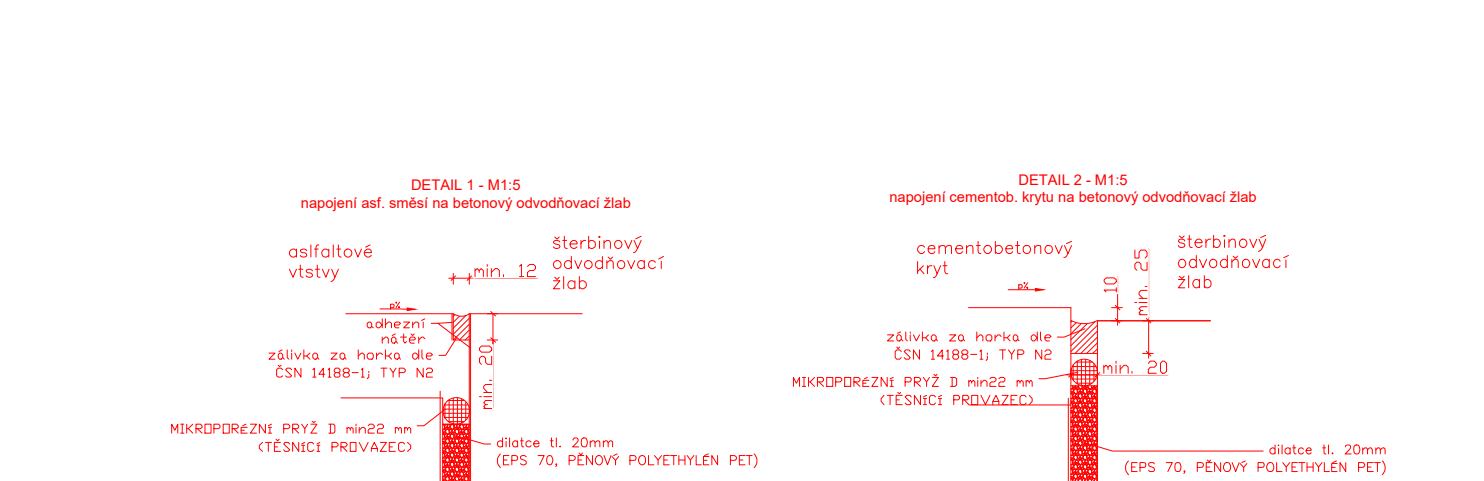 DETAIL 1 - M1:5
napojení asf. směsí na betonový odvodňovací žlab
aslfaltové
vtstvy
šterbinový
odvodňovací
žlab
min. 12
p%
adhezní
nátěr
zálivka za horka dle
ČSN 14188-1; TYP N2
min. 20
MIKROPORÉZNÍ PRYŽ D min22 mm
(TĚSNÍCÍ PROVAZEC)
dilatce tl. 20mm
(EPS 70, PĚNOVÝ POLYETHYLÉN PET)
DETAIL 2 - M1:5
napojení cementob. krytu na betonový odvodňovací žlab
cementobetonový
kryt
šterbinový
odvodňovací
žlab
p%
10
min. 25
zálivka za horka dle
ČSN 14188-1; TYP N2
min. 20
MIKROPORÉZNÍ PRYŽ D min22 mm
(TĚSNÍCÍ PROVAZEC)
dilatce tl. 20mm
(EPS 70, PĚNOVÝ POLYETHYLÉN PET)